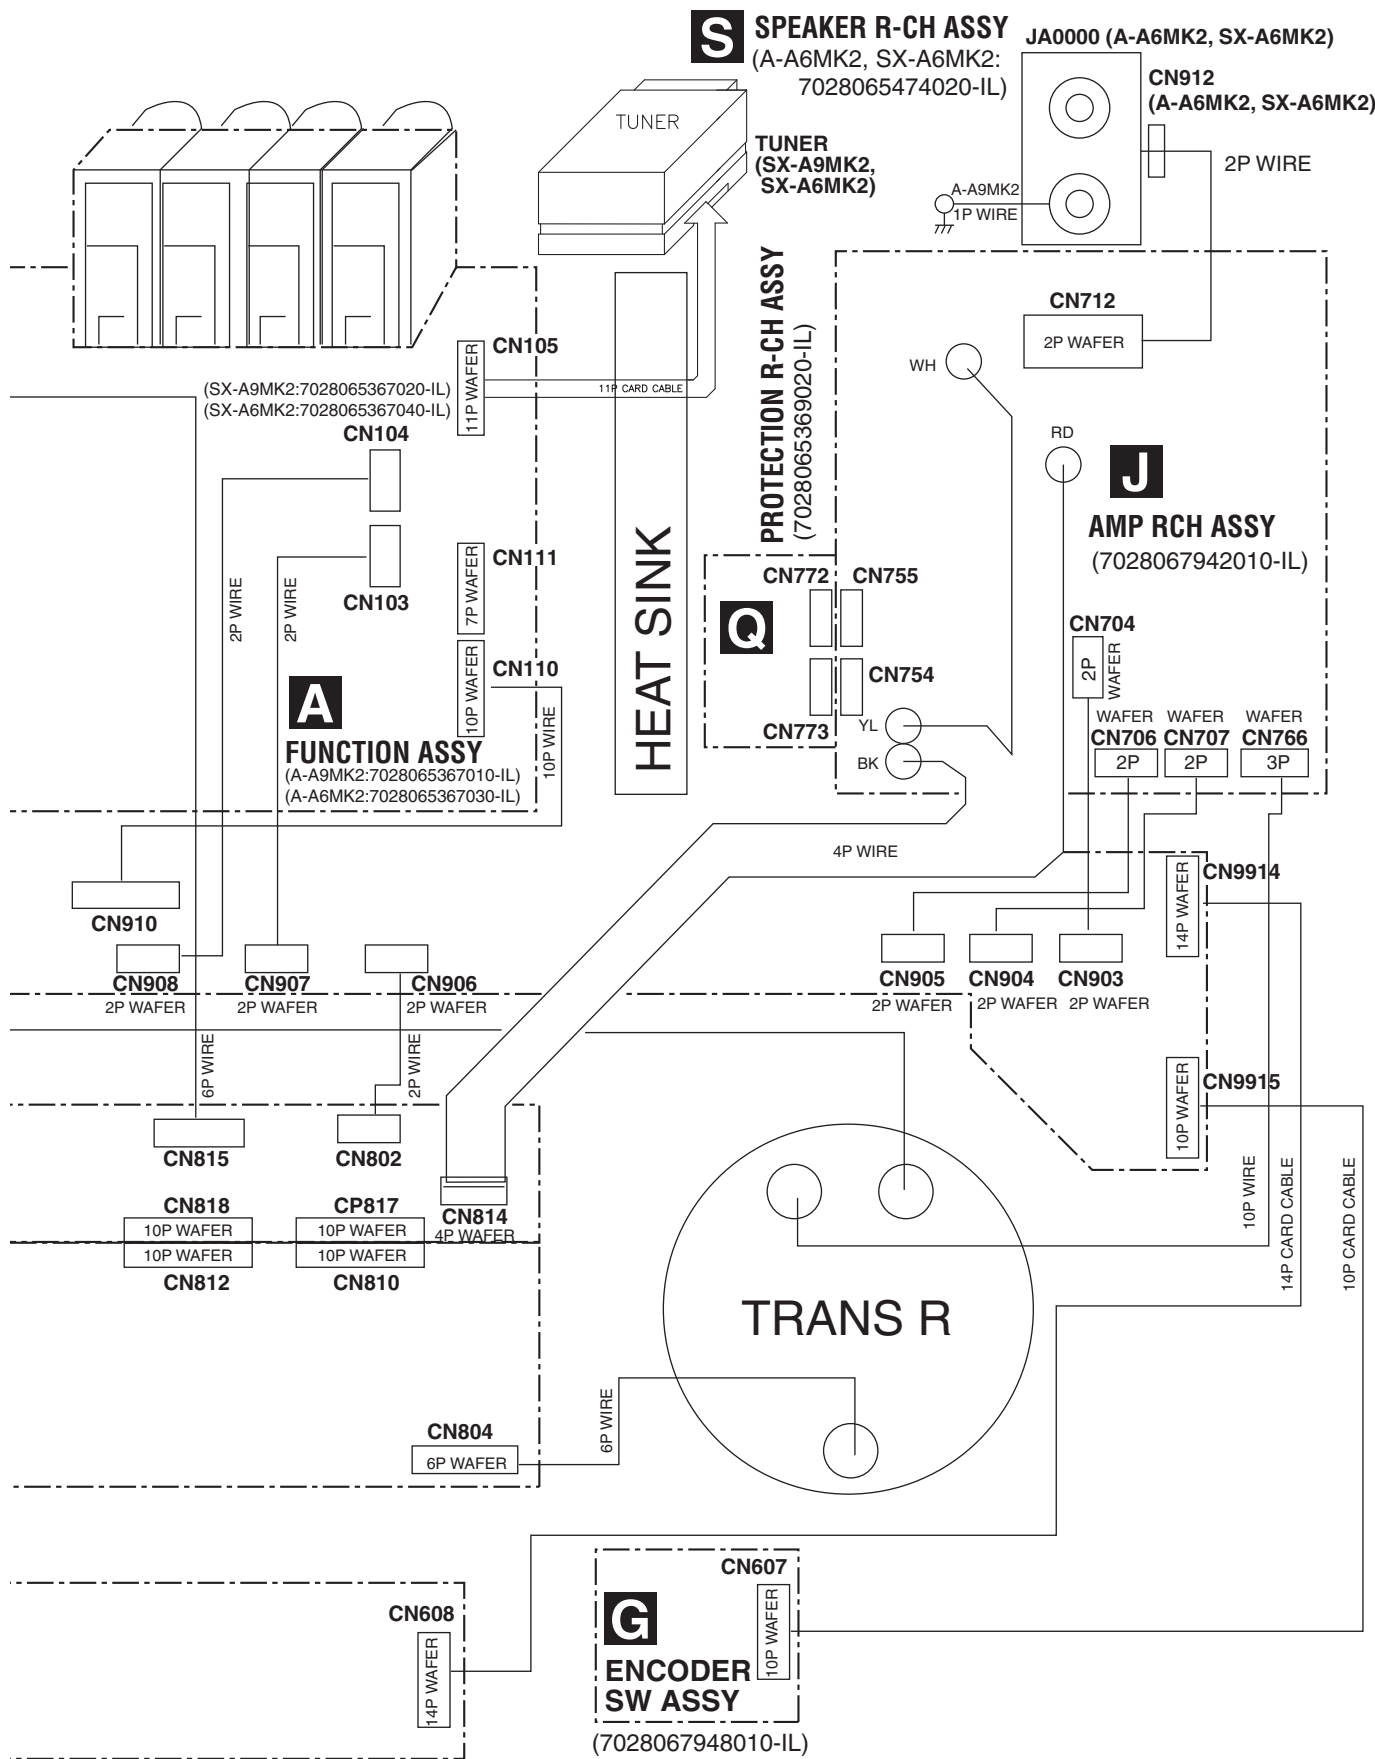 S SPEAKER R-CH ASSY
(A-A6MK2, SX-A6MK2:
7028065474020-IL)
JA0000 (A-A6MK2, SX-A6MK2)
CN912
(A-A6MK2, SX-A6MK2)
2P WIRE
TUNER
TUNER
(SX-A9MK2,
SX-A6MK2)
A-A9MK2
1P WIRE
PROTECTION R-CH ASSY
(7028065369020-IL)
CN712
2P WAFER
WH
RD
J
AMP RCH ASSY
(7028067942010-IL)
CN105
11P WAFER
11P CARD CABLE
(SX-A9MK2:7028065367020-IL)
(SX-A6MK2:7028065367040-IL)
CN104
CN103
2P WIRE
2P WIRE
CN111
7P WAFER
CN110
10P WAFER
10P WIRE
A
FUNCTION ASSY
(A-A9MK2:7028065367010-IL)
(A-A6MK2:7028065367030-IL)
HEAT SINK
Q
CN772
CN755
CN754
CN773
YL
BK
CN704
2P
WAFER
WAFER
CN706
2P
WAFER
CN707
2P
WAFER
CN766
3P
4P WIRE
CN9914
14P WAFER
CN910
CN908
2P WAFER
CN907
2P WAFER
CN906
2P WAFER
CN905
2P WAFER
CN904
2P WAFER
CN903
2P WAFER
6P WIRE
2P WIRE
CN9915
10P WAFER
CN815
CN802
CN818
10P WAFER
10P WAFER
CN812
CP817
10P WAFER
10P WAFER
CN810
CN814
4P WAFER
10P WIRE
14P CARD CABLE
10P CARD CABLE
TRANS R
CN804
6P WAFER
6P WIRE
CN608
14P WAFER
CN607
10P WAFER
G
ENCODER
SW ASSY
(7028067948010-IL)